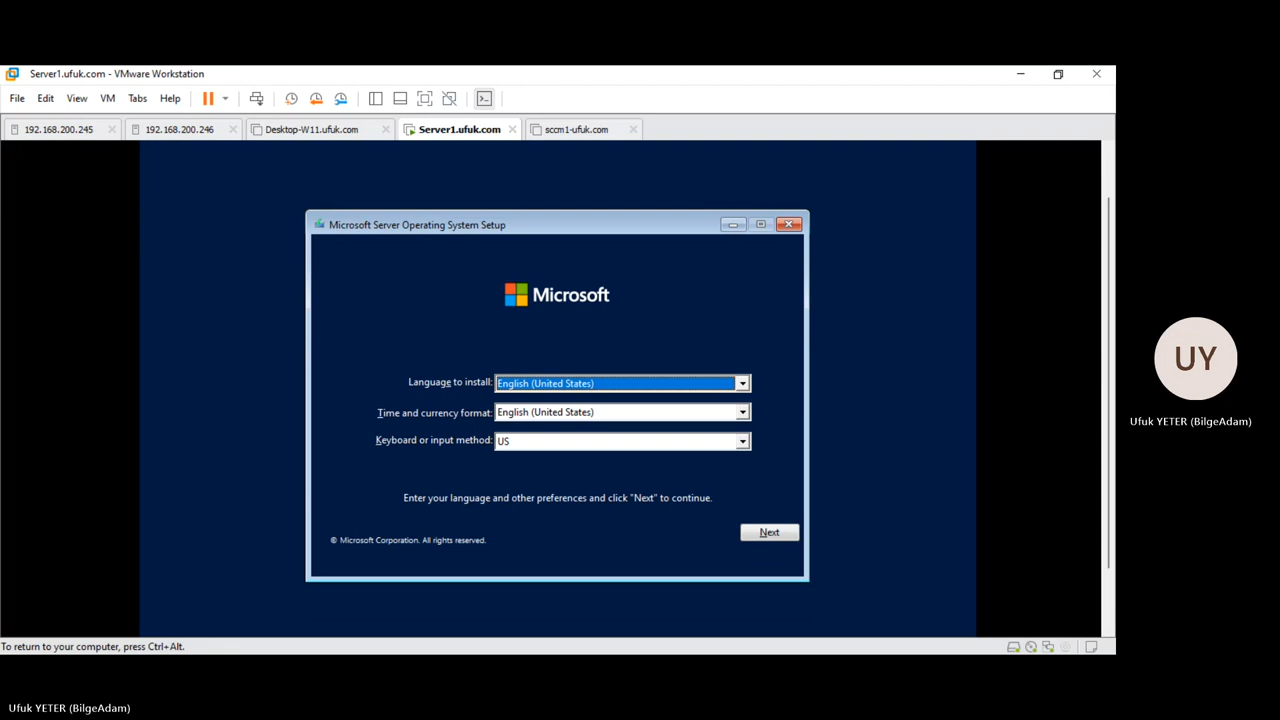 Server1.ufuk.com - VMware Workstation
File Edit View VM Tabs Help
192.168.200.245 192.168.200.246 Desktop-W11.ufuk.com Server1.ufuk.com sccm1-ufuk.com
Microsoft Server Operating System Setup
Microsoft
Language to install: English (United States)
Time and currency format: English (United States)
Keyboard or input method: US
Enter your language and other preferences and click "Next" to continue.
Next
© Microsoft Corporation. All rights reserved.
To return to your computer, press Ctrl+Alt.
UY
Ufuk YETER (BilgeAdam)
Ufuk YETER (BilgeAdam)